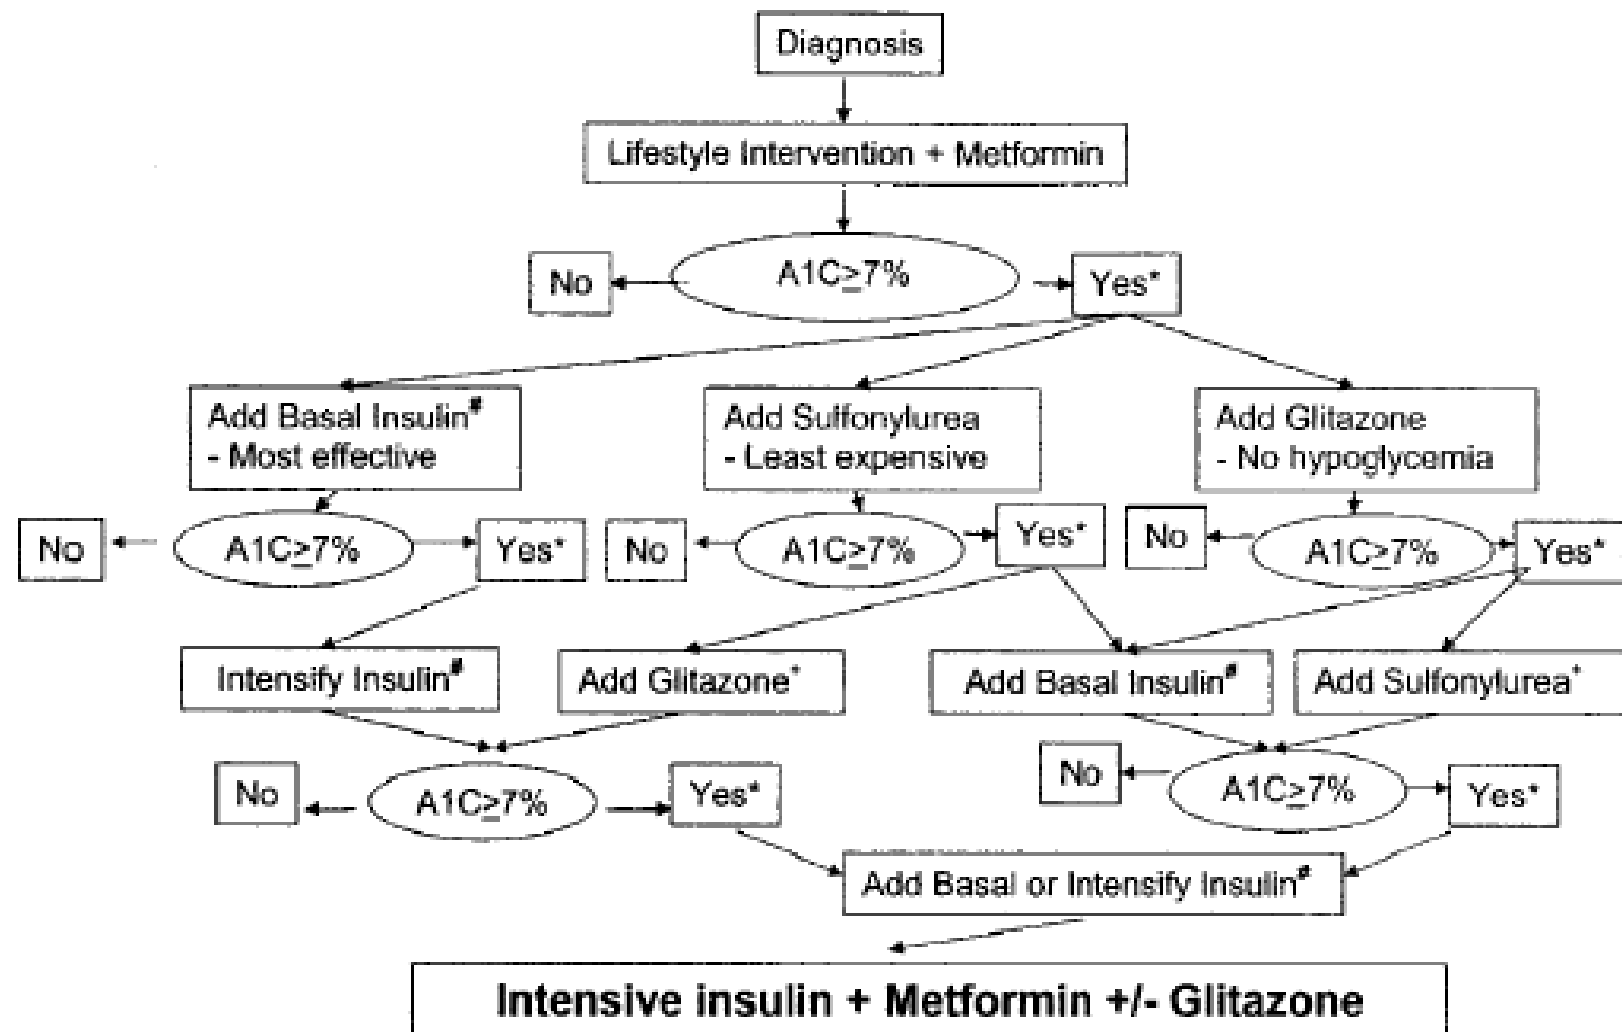 Diagnosis
Lifestyle Intervention + Metformin
No
A1C≥7%
Yes*
Add Basal Insulin#
- Most effective
Add Sulfonylurea
- Least expensive
Add Glitazone
- No hypoglycemia
No
A1C≥7%
Yes*
No
A1C≥7%
Yes*
No
A1C≥7%
Yes*
Intensify Insulin#
Add Glitazone+
Add Basal Insulin#
Add Sulfonylurea+
No
A1C≥7%
Yes*
No
A1C≥7%
Yes*
Add Basal or Intensify Insulin#
Intensive insulin + Metformin +/- Glitazone